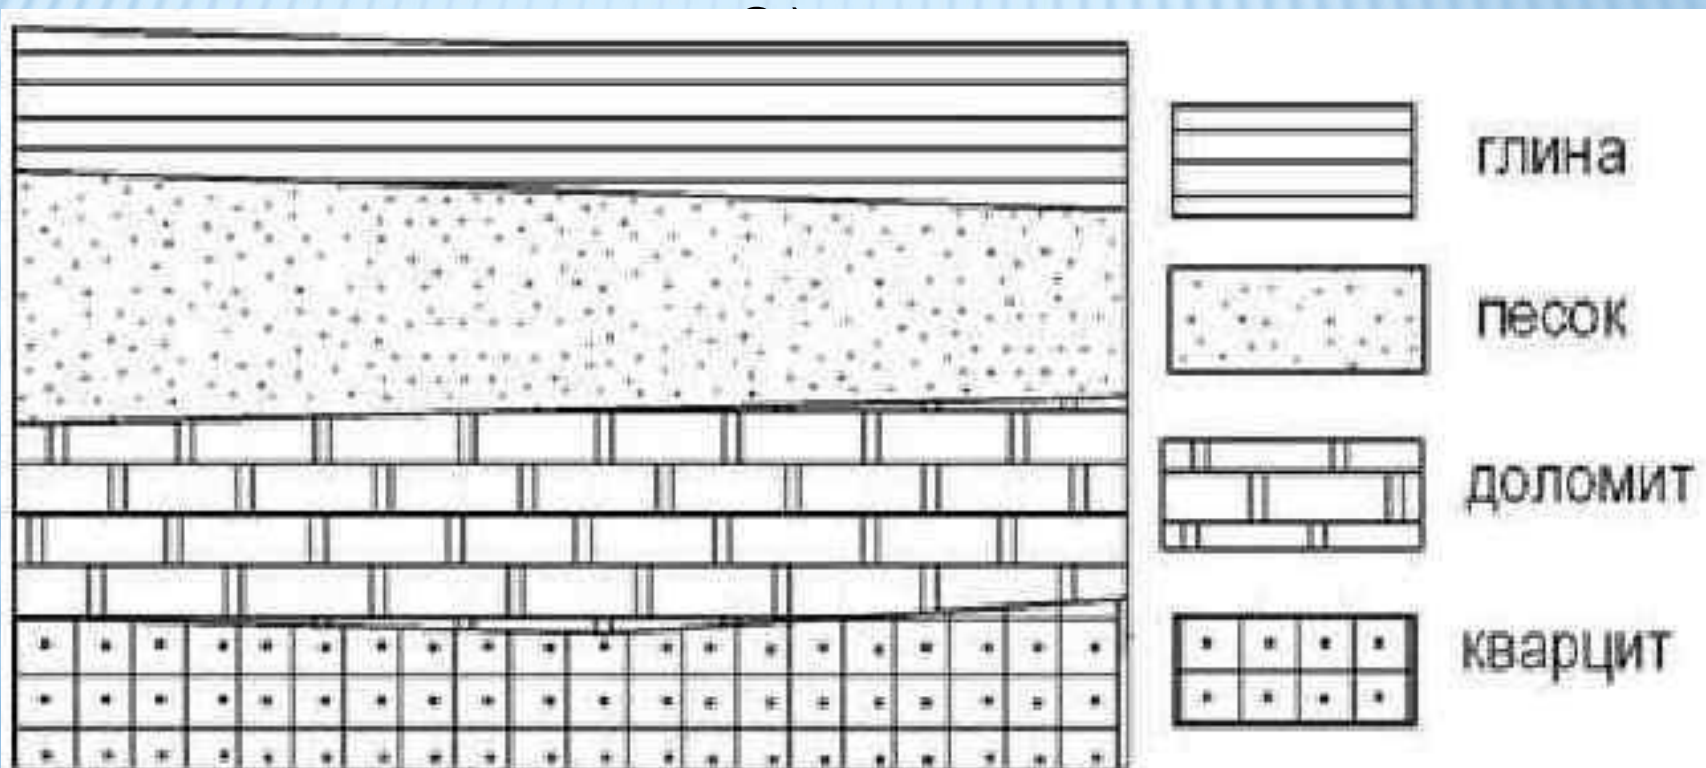 глина
песок
доломит
кварцит